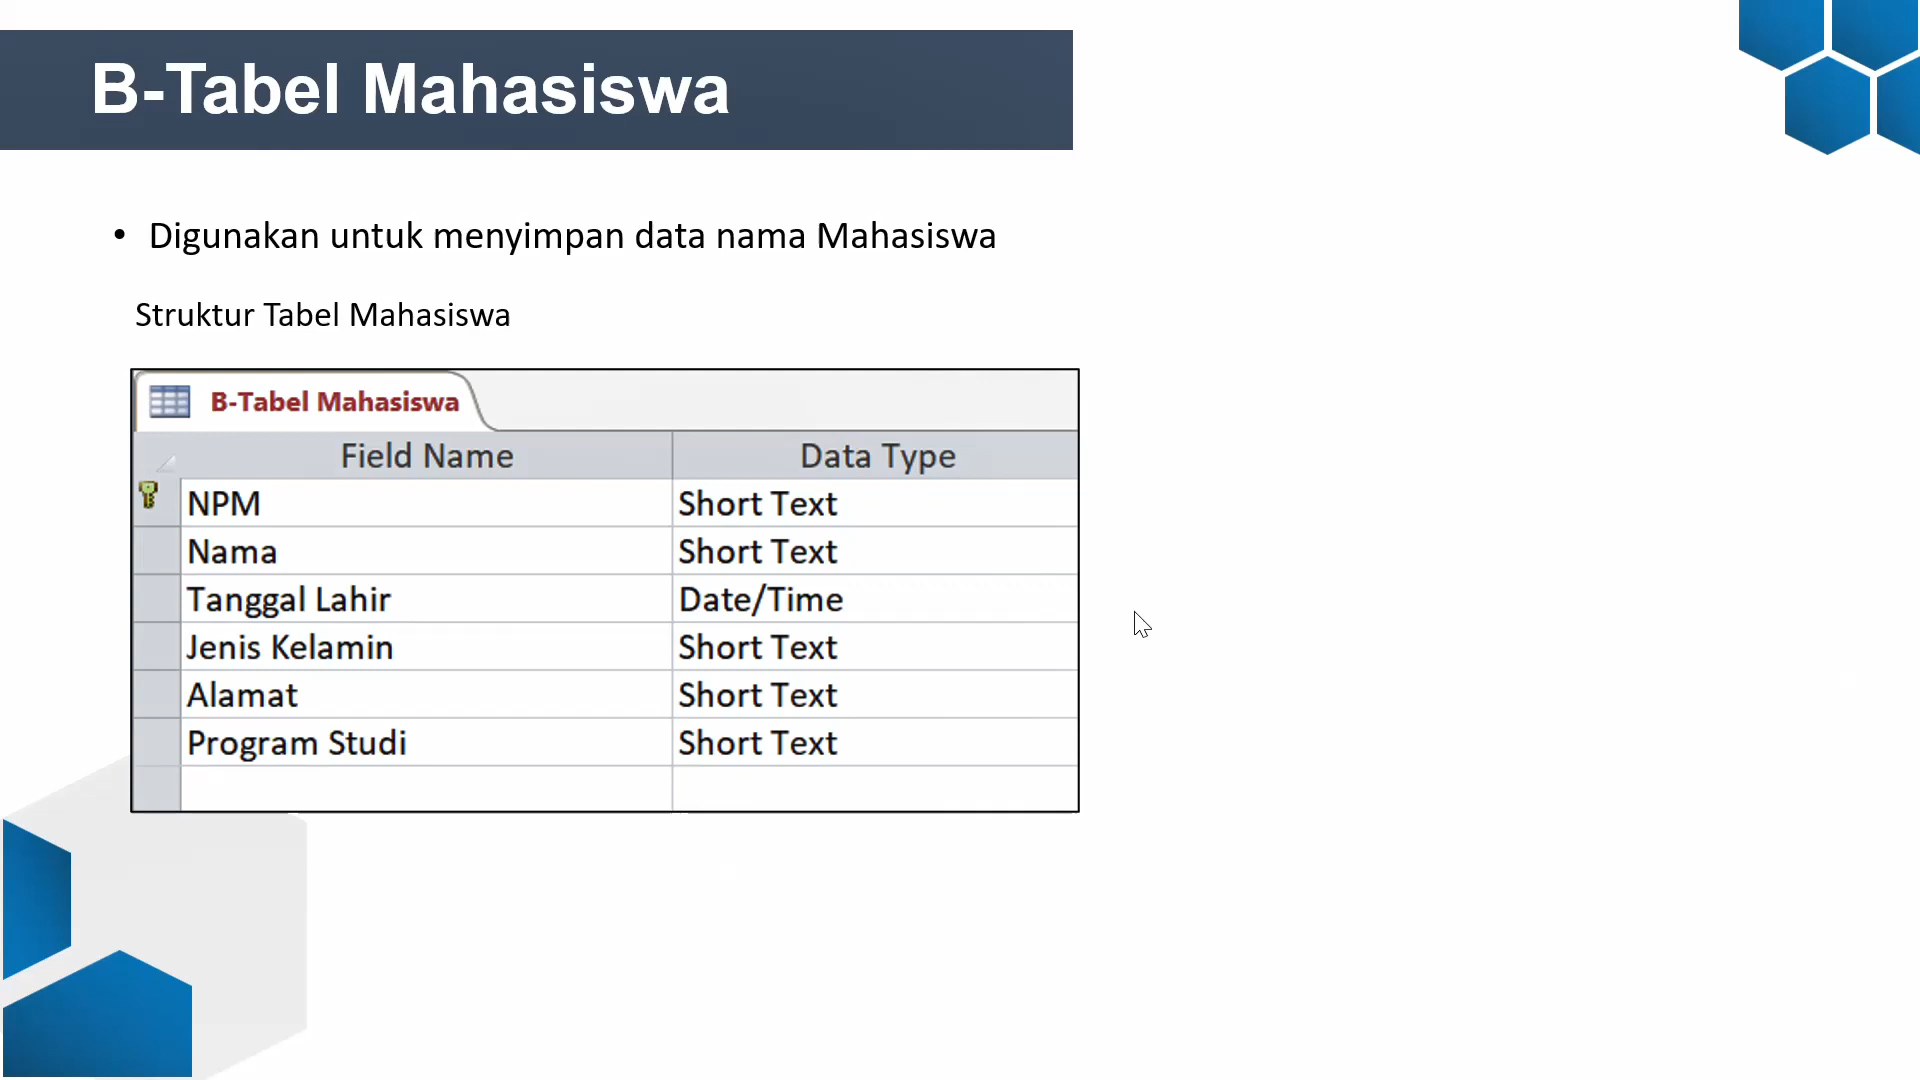 B-Tabel Mahasiswa
• Digunakan untuk menyimpan data nama Mahasiswa
Struktur Tabel Mahasiswa
B-Tabel Mahasiswa
Field Name Data Type
NPM Short Text
Nama Short Text
Tanggal Lahir Date/Time
Jenis Kelamin Short Text
Alamat Short Text
Program Studi Short Text